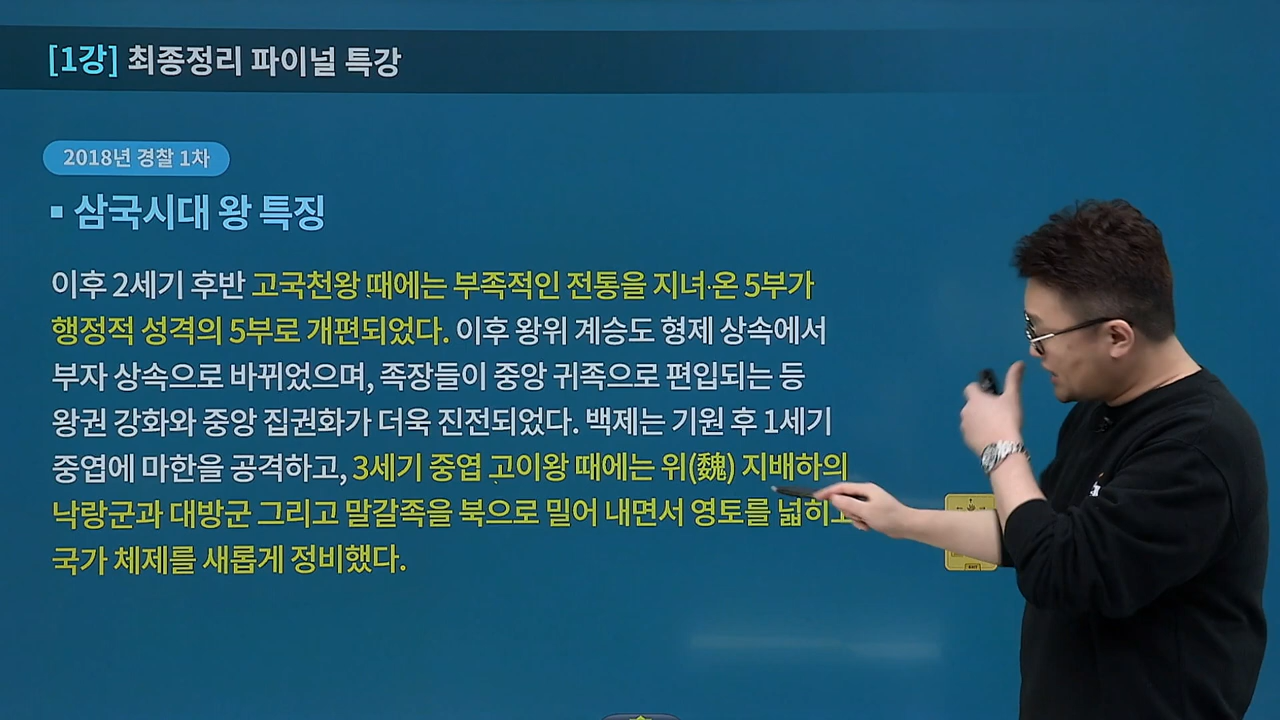 [1강] 최종정리 파이널 특강
2018년 경찰 1차
▪ 삼국시대 왕 특징
이후 2세기 후반 고국천왕 때에는 부족적인 전통을 지녀 온 5부가
행정적 성격의 5부로 개편되었다. 이후 왕위 계승도 형제 상속에서
부자 상속으로 바뀌었으며, 족장들이 중앙 귀족으로 편입되는 등
왕권 강화와 중앙 집권화가 더욱 진전되었다. 백제는 기원 후 1세기
중엽에 마한을 공격하고, 3세기 중엽 고이왕 때에는 위(魏) 지배하의
낙랑군과 대방군 그리고 말갈족을 북으로 밀어 내면서 영토를 넓히고
국가 체제를 새롭게 정비했다.